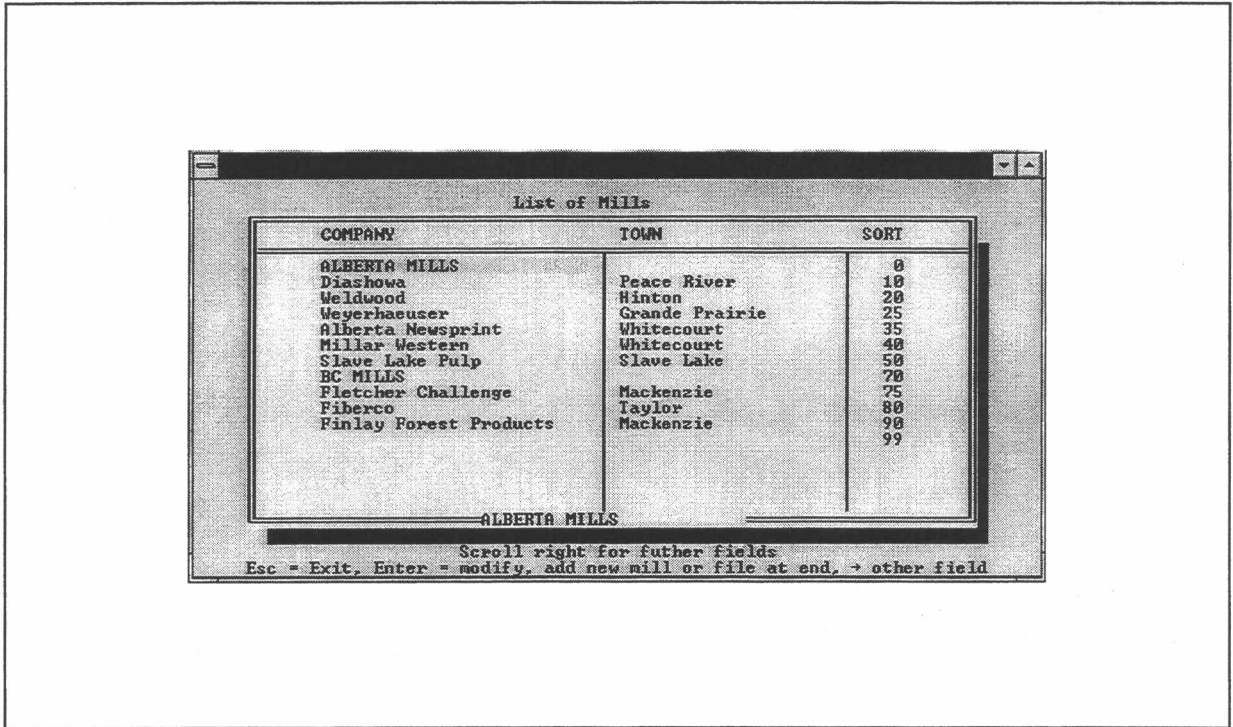 List of Mills
COMPANY TOWN SORT
ALBERTA MILLS 0
Diashowa Peace River 10
Weldwood Hinton 20
Weyerhaeuser Grande Prairie 25
Alberta Newsprint Whitecourt 35
Millar Western Whitecourt 40
Slave Lake Pulp Slave Lake 50
BC MILLS 70
Fletcher Challenge Mackenzie 75
Fiberco Taylor 80
Finlay Forest Products Mackenzie 90
99
ALBERTA MILLS
Scroll right for futher fields
Esc = Exit, Enter = modify, add new mill or file at end, → other field